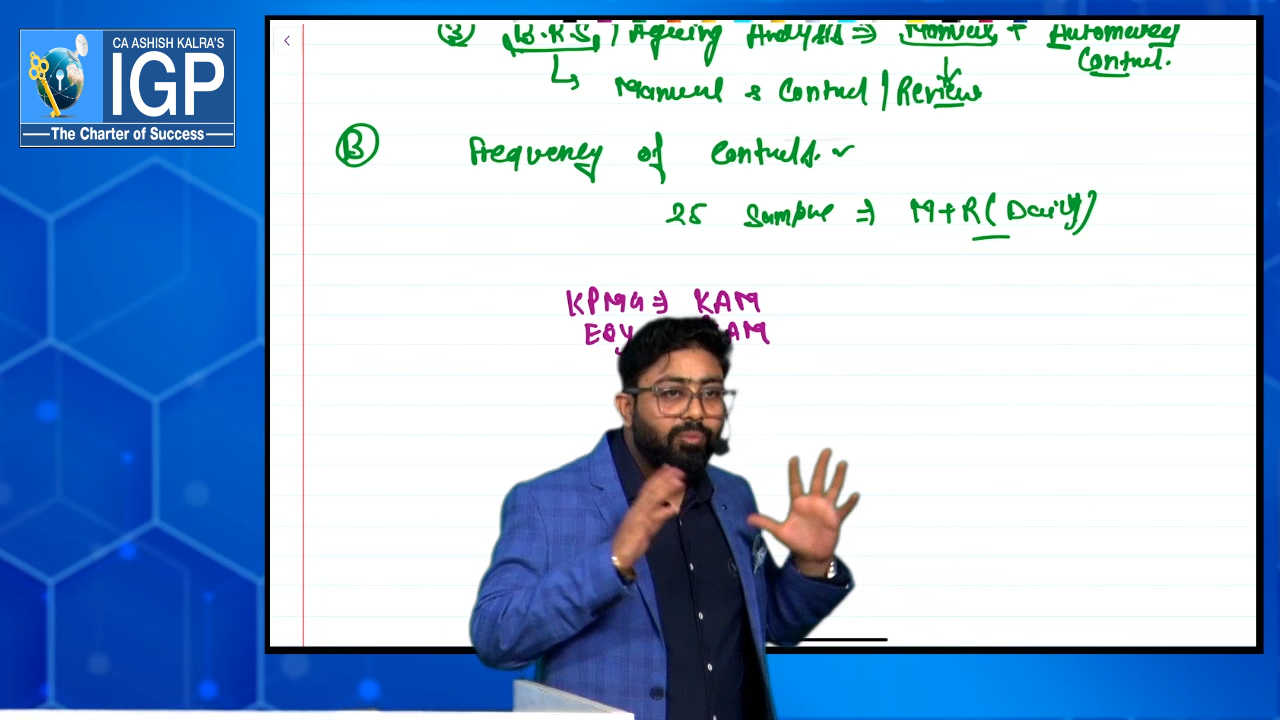 CA ASHISH KALRA'S
IGP
The Charter of Success
(3) B.R.S / Ageing Analysis ⇒ Manual + Automated
Control.
↳ Manual & Control / Review
(B) Frequency of Controls.
25 Sample ⇒ M+R (Daily)
KPMG ⇒ KAM
E&Y